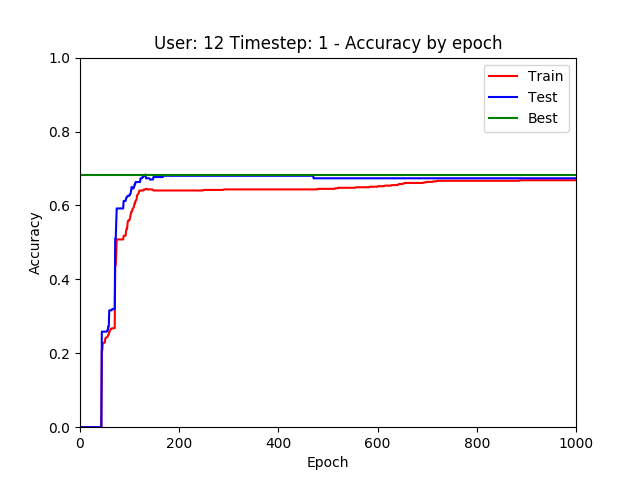 User: 12 Timestep: 1 - Accuracy by epoch
1.0
0.8
0.6
0.4
0.2
0.0
Accuracy
Train
Test
Best
0 200 400 600 800 1000
Epoch